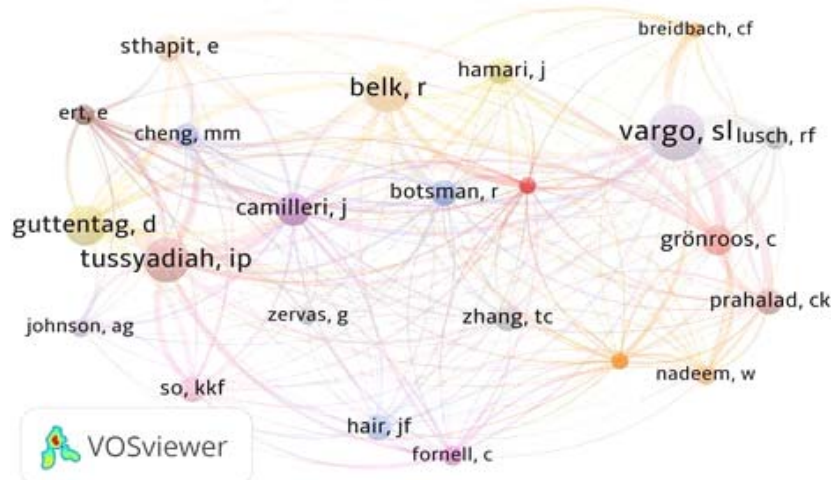 breidbach, cf
sthapit, e
hamari, j
belk, r
ert, e
cheng, mm
vargo, sl
lusch, rf
botsman, r
camilleri, j
guttentag, d
grönroos, c
tussyadiah, ip
prahalad, ck
zervas, g
zhang, tc
johnson, ag
nadeem, w
so, kkf
hair, jf
VOSviewer
fornell, c